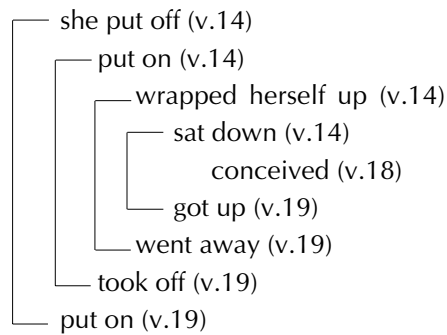 she put off (v.14)
put on (v.14)
wrapped herself up (v.14)
sat down (v.14)
conceived (v.18)
got up (v.19)
went away (v.19)
took off (v.19)
put on (v.19)